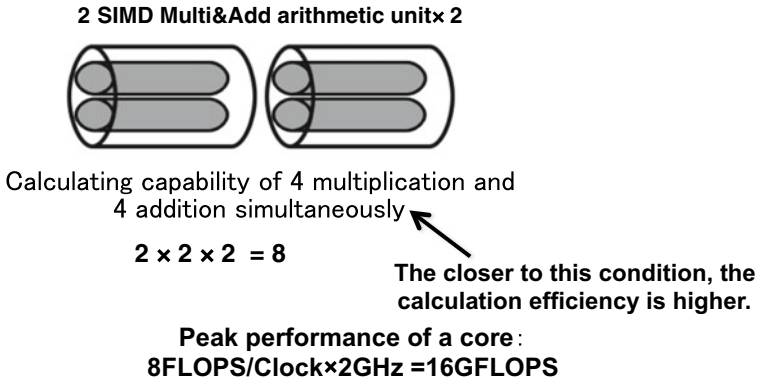 2 SIMD Multi&Add arithmetic unit× 2
Calculating capability of 4 multiplication and
4 addition simultaneously
2 × 2 × 2 = 8
The closer to this condition, the
calculation efficiency is higher.
Peak performance of a core：
8FLOPS/Clock×2GHz =16GFLOPS